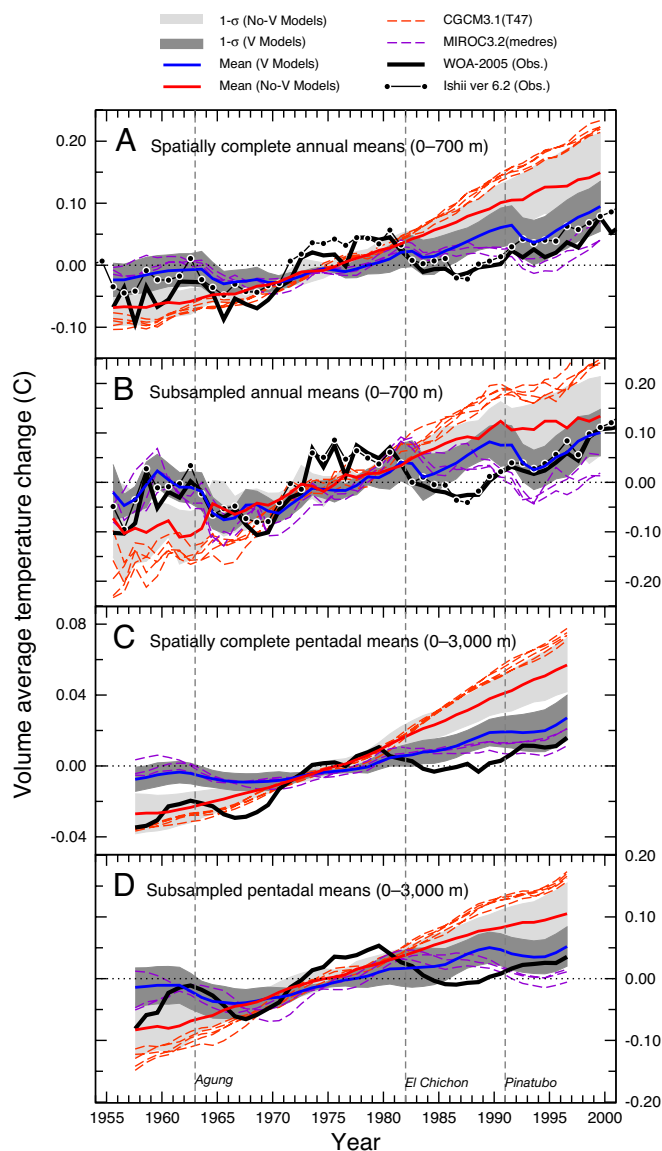 1-σ (No-V Models)
1-σ (V Models)
Mean (V Models)
Mean (No-V Models)
CGCM3.1(T47)
MIROC3.2(medres)
WOA-2005 (Obs.)
Ishii ver 6.2 (Obs.)
Volume average temperature change (C)
A Spatially complete annual means (0–700 m)
0.20
0.10
0.00
-0.10
B Subsampled annual means (0–700 m)
0.20
0.10
0.00
-0.10
-0.20
C Spatially complete pentadal means (0–3,000 m)
0.08
0.04
0.00
-0.04
D Subsampled pentadal means (0–3,000 m)
0.20
0.10
0.00
-0.10
-0.20
Agung
El Chichon
Pinatubo
1955 1960 1965 1970 1975 1980 1985 1990 1995 2000
Year